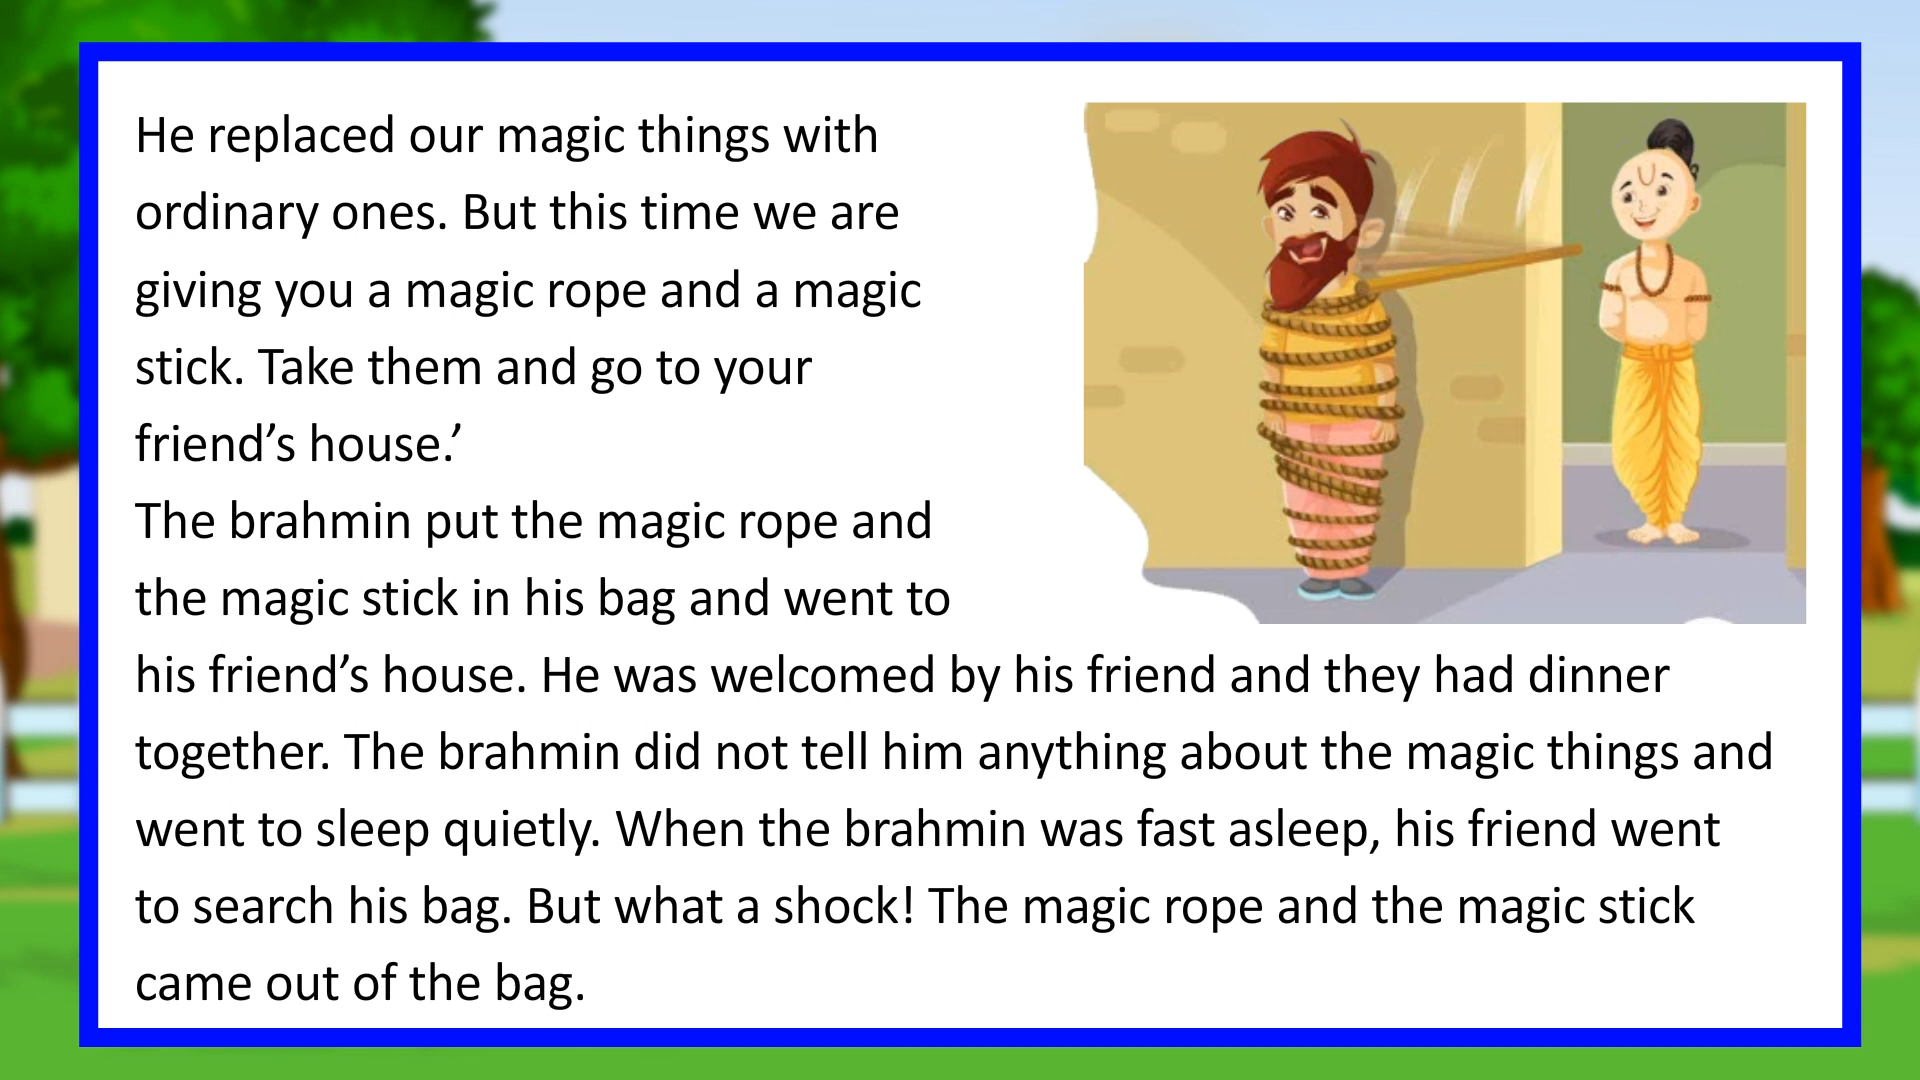 He replaced our magic things with
ordinary ones. But this time we are
giving you a magic rope and a magic
stick. Take them and go to your
friend’s house.’
The brahmin put the magic rope and
the magic stick in his bag and went to
his friend’s house. He was welcomed by his friend and they had dinner
together. The brahmin did not tell him anything about the magic things and
went to sleep quietly. When the brahmin was fast asleep, his friend went
to search his bag. But what a shock! The magic rope and the magic stick
came out of the bag.